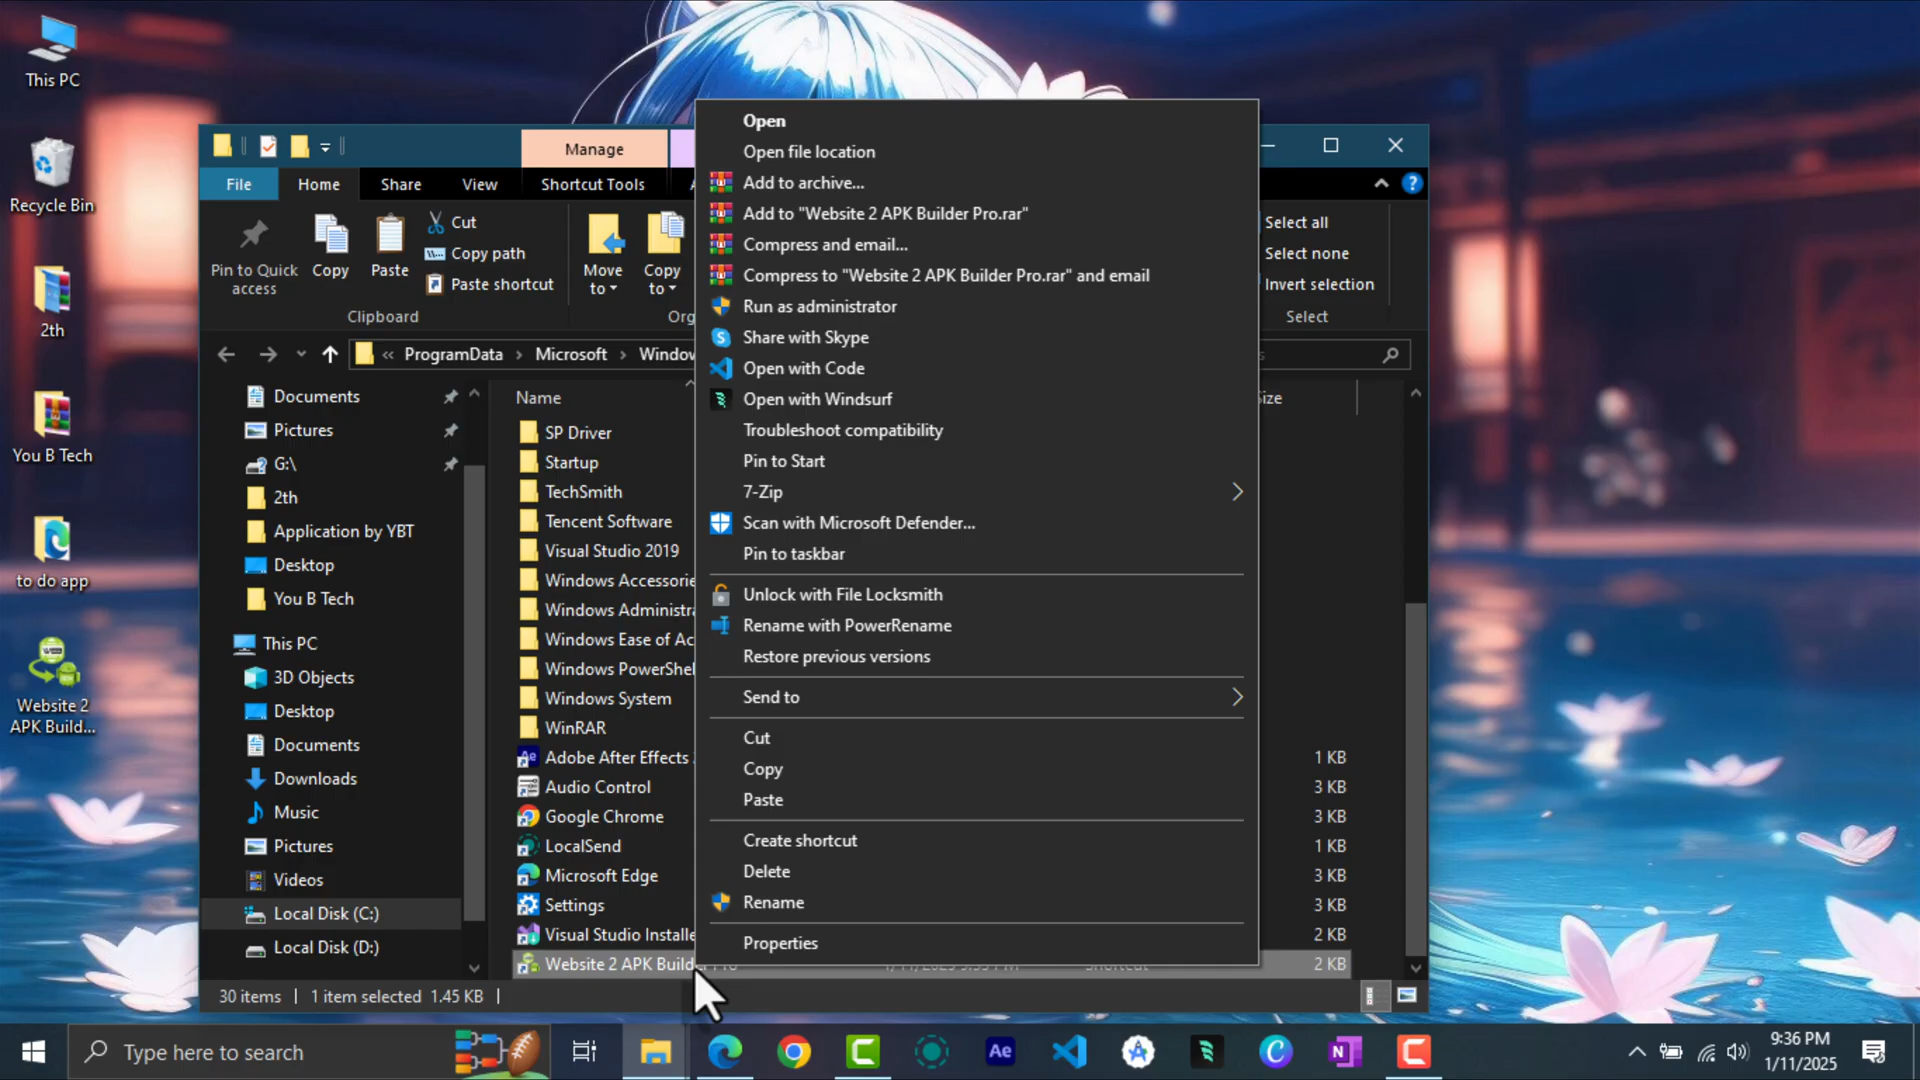 This PC
Recycle Bin
2th
You B Tech
to do app
Website 2
APK Build...
Manage
File
Home
Share
View
Shortcut Tools
Pin to Quick
access
Copy
Paste
Cut
Copy path
Paste shortcut
Clipboard
Move
to
Copy
to
Org
Select all
Select none
Invert selection
Select
« ProgramData > Microsoft > Window
Documents
Pictures
G:\
2th
Application by YBT
Desktop
You B Tech
This PC
3D Objects
Desktop
Documents
Downloads
Music
Pictures
Videos
Local Disk (C:)
Local Disk (D:)
Name
Size
SP Driver
Startup
TechSmith
Tencent Software
Visual Studio 2019
Windows Accessorie
Windows Administra
Windows Ease of Ac
Windows PowerShel
Windows System
WinRAR
Adobe After Effects
1 KB
Audio Control
3 KB
Google Chrome
3 KB
LocalSend
1 KB
Microsoft Edge
3 KB
Settings
3 KB
Visual Studio Installe
2 KB
Website 2 APK Build
2 KB
Open
Open file location
Add to archive...
Add to "Website 2 APK Builder Pro.rar"
Compress and email...
Compress to "Website 2 APK Builder Pro.rar" and email
Run as administrator
Share with Skype
Open with Code
Open with Windsurf
Troubleshoot compatibility
Pin to Start
7-Zip
Scan with Microsoft Defender...
Pin to taskbar
Unlock with File Locksmith
Rename with PowerRename
Restore previous versions
Send to
Cut
Copy
Paste
Create shortcut
Delete
Rename
Properties
30 items
1 item selected 1.45 KB
Type here to search
Ae
9:36 PM
1/11/2025